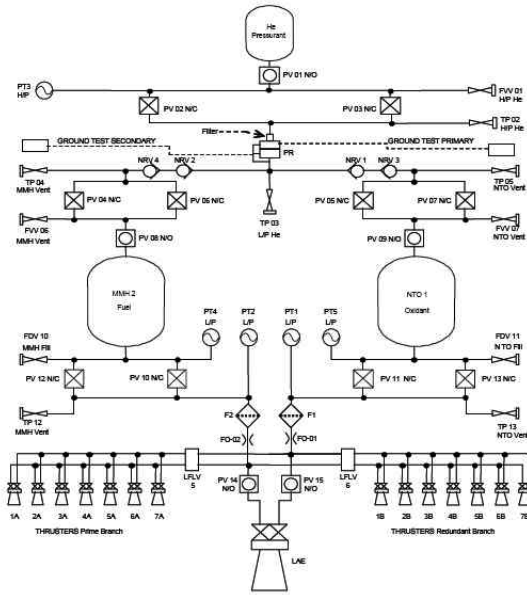 He
Pressurant
PV 01 N/O
PT3
H/P
FVV 01
H/P He
PV 02 N/C
PV 03 N/C
TP 02
H/P He
Filter
GROUND TEST SECONDARY
GROUND TEST PRIMARY
PR
NRV 4
NRV 2
NRV 1
NRV 3
TP 04
MMH Vent
TP 05
NTO Vent
TP 03
L/P He
PV 04 N/C
PV 06 N/C
PV 05 N/C
PV 07 N/C
FVV 06
MMH Vent
FVV 07
NTO Vent
PV 08 N/O
PV 09 N/O
MMH 2
Fuel
NTO 1
Oxidant
PT4
L/P
PT2
L/P
PT1
L/P
PT5
L/P
FDV 10
MMH Fill
FDV 11
NTO Fill
PV 12 N/C
PV 10 N/C
PV 11 N/C
PV 13 N/C
TP 12
MMH Vent
TP 13
NTO Vent
F2
F1
FO-02
FO-01
LFLV
5
LFLV
6
PV 14
N/O
PV 15
N/O
1A 2A 3A 4A 5A 6A 7A
1B 2B 3B 4B 5B 6B 7B
THRUSTERS Prime Branch
THRUSTERS Redundant Branch
LAE